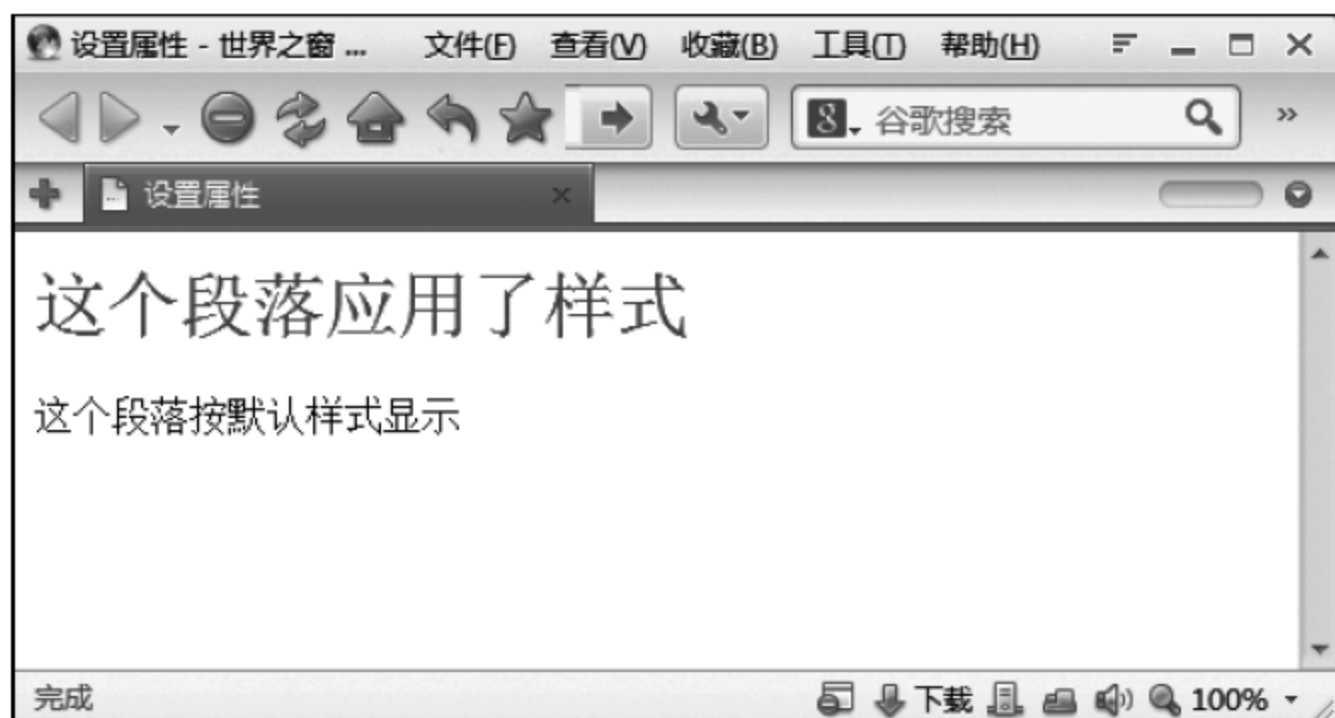 设置属性 - 世界之窗 ... 文件(F) 查看(V) 收藏(B) 工具(T) 帮助(H)
8 谷歌搜索 »
设置属性
这个段落应用了样式
这个段落按默认样式显示
完成 下载 100%